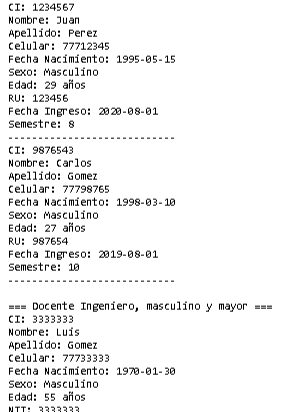 CI: 1234567
Nombre: Juan
Apellido: Perez
Celular: 77712345
Fecha Nacimiento: 1995-05-15
Sexo: Masculino
Edad: 29 años
RU: 123456
Fecha Ingreso: 2020-08-01
Semestre: 8
----------------------------
CI: 9876543
Nombre: Carlos
Apellido: Gomez
Celular: 77798765
Fecha Nacimiento: 1998-03-10
Sexo: Masculino
Edad: 27 años
RU: 987654
Fecha Ingreso: 2019-08-01
Semestre: 10
----------------------------
=== Docente Ingeniero, masculino y mayor ===
CI: 3333333
Nombre: Luis
Apellido: Gomez
Celular: 77733333
Fecha Nacimiento: 1970-01-30
Sexo: Masculino
Edad: 55 años
NIT: 3333333